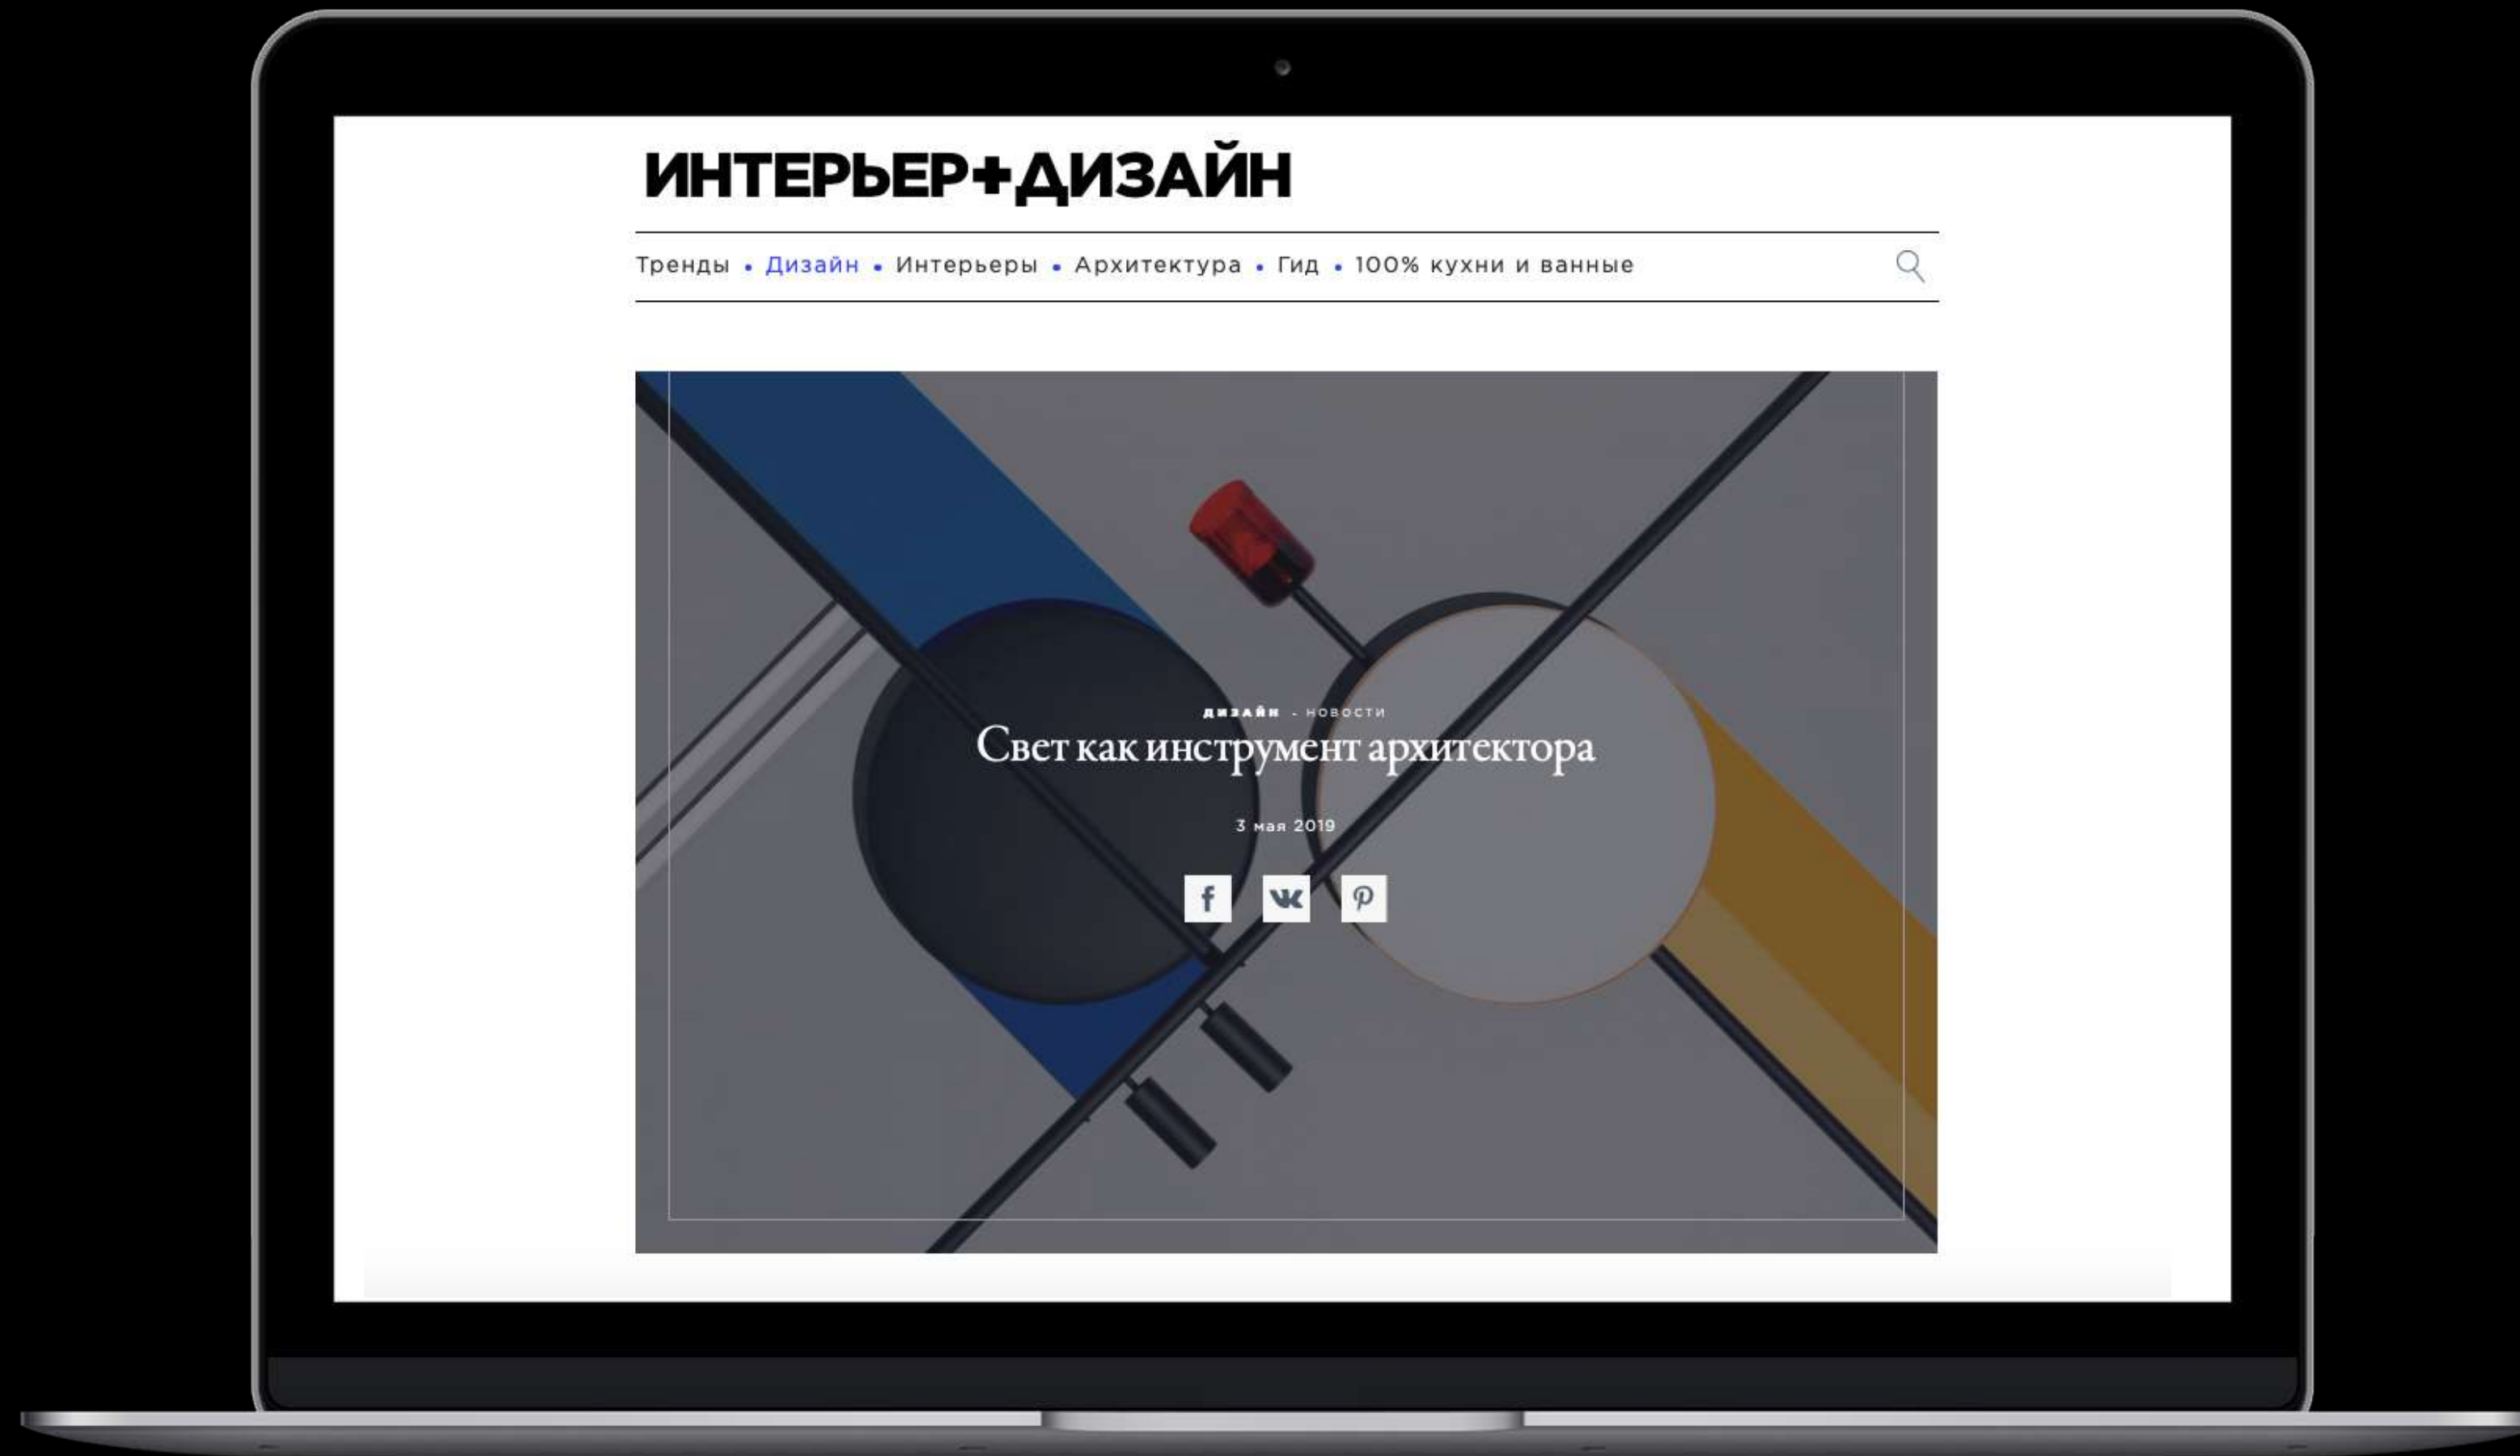 ИНТЕРЬЕР+ДИЗАЙН
Тренды • Дизайн • Интерьеры • Архитектура • Гид • 100% кухни и ванные
ДИЗАЙН - НОВОСТИ
Свет как инструмент архитектора
3 мая 2019